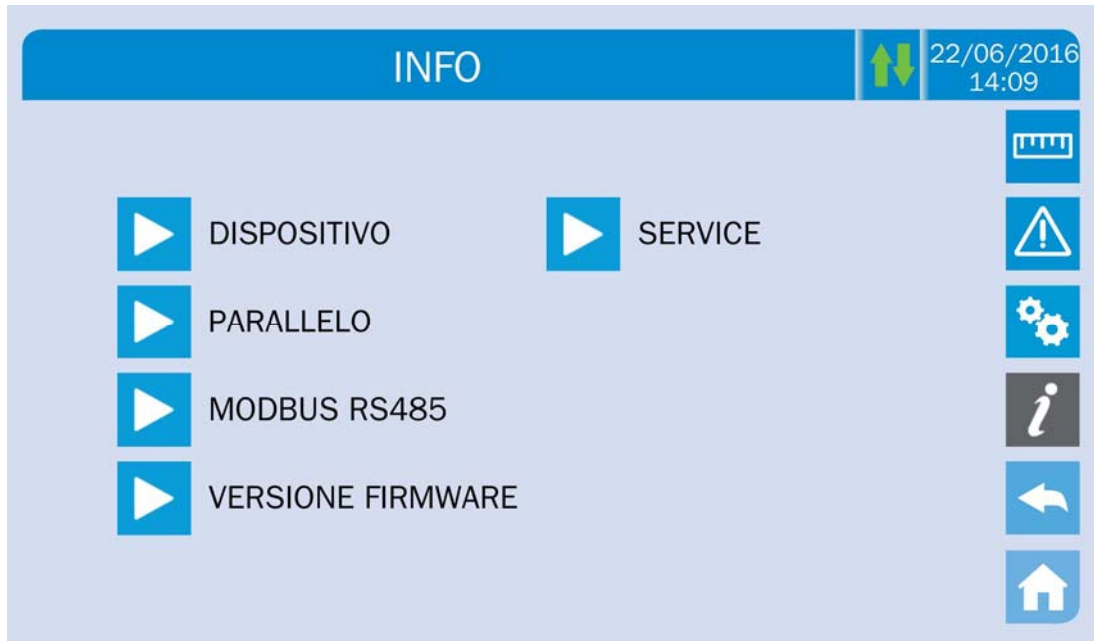 INFO
22/06/2016
14:09
DISPOSITIVO
SERVICE
PARALLELO
MODBUS RS485
VERSIONE FIRMWARE
i